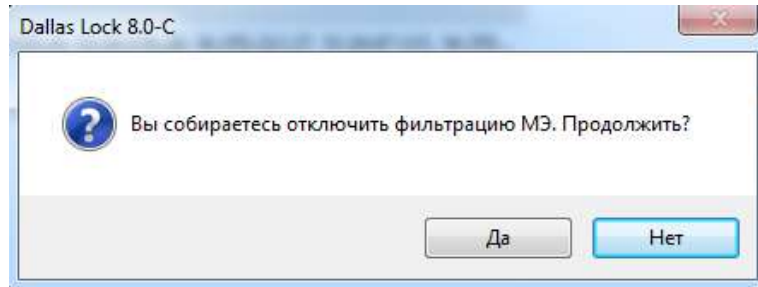 Dallas Lock 8.0-C
Вы собираетесь отключить фильтрацию МЭ. Продолжить?
Да
Нет